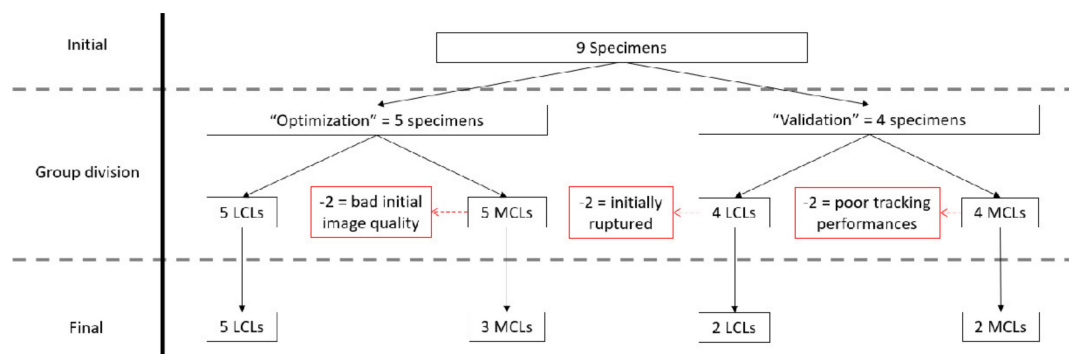 Initial
9 Specimens
"Optimization" = 5 specimens
"Validation" = 4 specimens
Group division
5 LCLs
-2 = bad initial
image quality
5 MCLs
-2 = initially
ruptured
4 LCLs
-2 = poor tracking
performances
4 MCLs
Final
5 LCLs
3 MCLs
2 LCLs
2 MCLs